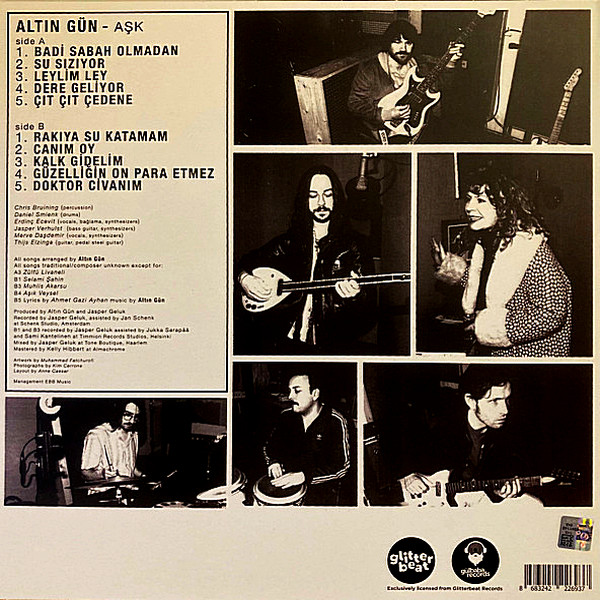 ALTIN GÜN - AŞK
side A
1. BADİ SABAH OLMADAN
2. SU SIZIYOR
3. LEYLİM LEY
4. DERE GELİYOR
5. ÇIT ÇIT ÇEDENE
side B
1. RAKIYA SU KATAMAM
2. CANIM OY
3. KALK GİDELİM
4. GÜZELLİĞİN ON PARA ETMEZ
5. DOKTOR CİVANIM
Chris Bruining (percussion)
Daniel Smienk (drums)
Erdinç Ecevit (vocals, bağlama, synthesizers)
Jasper Verhulst (bass guitar, synthesizers)
Merve Daşdemir (vocals, synthesizers)
Thijs Elzinga (guitar, pedal steel guitar)
All songs arranged by Altın Gün
All songs traditional/composer unknown except for:
A3 Zülfü Livaneli
B1 Selami Şahin
B3 Muhlis Akarsu
B4 Aşık Veysel
B5 Lyrics by Ahmet Gazi Ayhan music by Altın Gün
Produced by Altın Gün and Jasper Geluk
Recorded by Jasper Geluk, assisted by Jan Schenk
at Schenk Studio, Amsterdam
B1 and B3 recorded by Jasper Geluk assisted by Jukka Sarapää
and Sami Kantelinen at Timmion Records Studios, Helsinki
Mixed by Jasper Geluk at Tone Boutique, Haarlem
Mastered by Kelly Hibbert at Almachrome
Artwork by Muhammed Fatchurofi
Photographs by Kim Cerrone
Layout by Anne Caesar
Management EBB Music
glitter
beat
gülbaba
records
Exclusively licensed from Glitterbeat Records
8 683242 226937